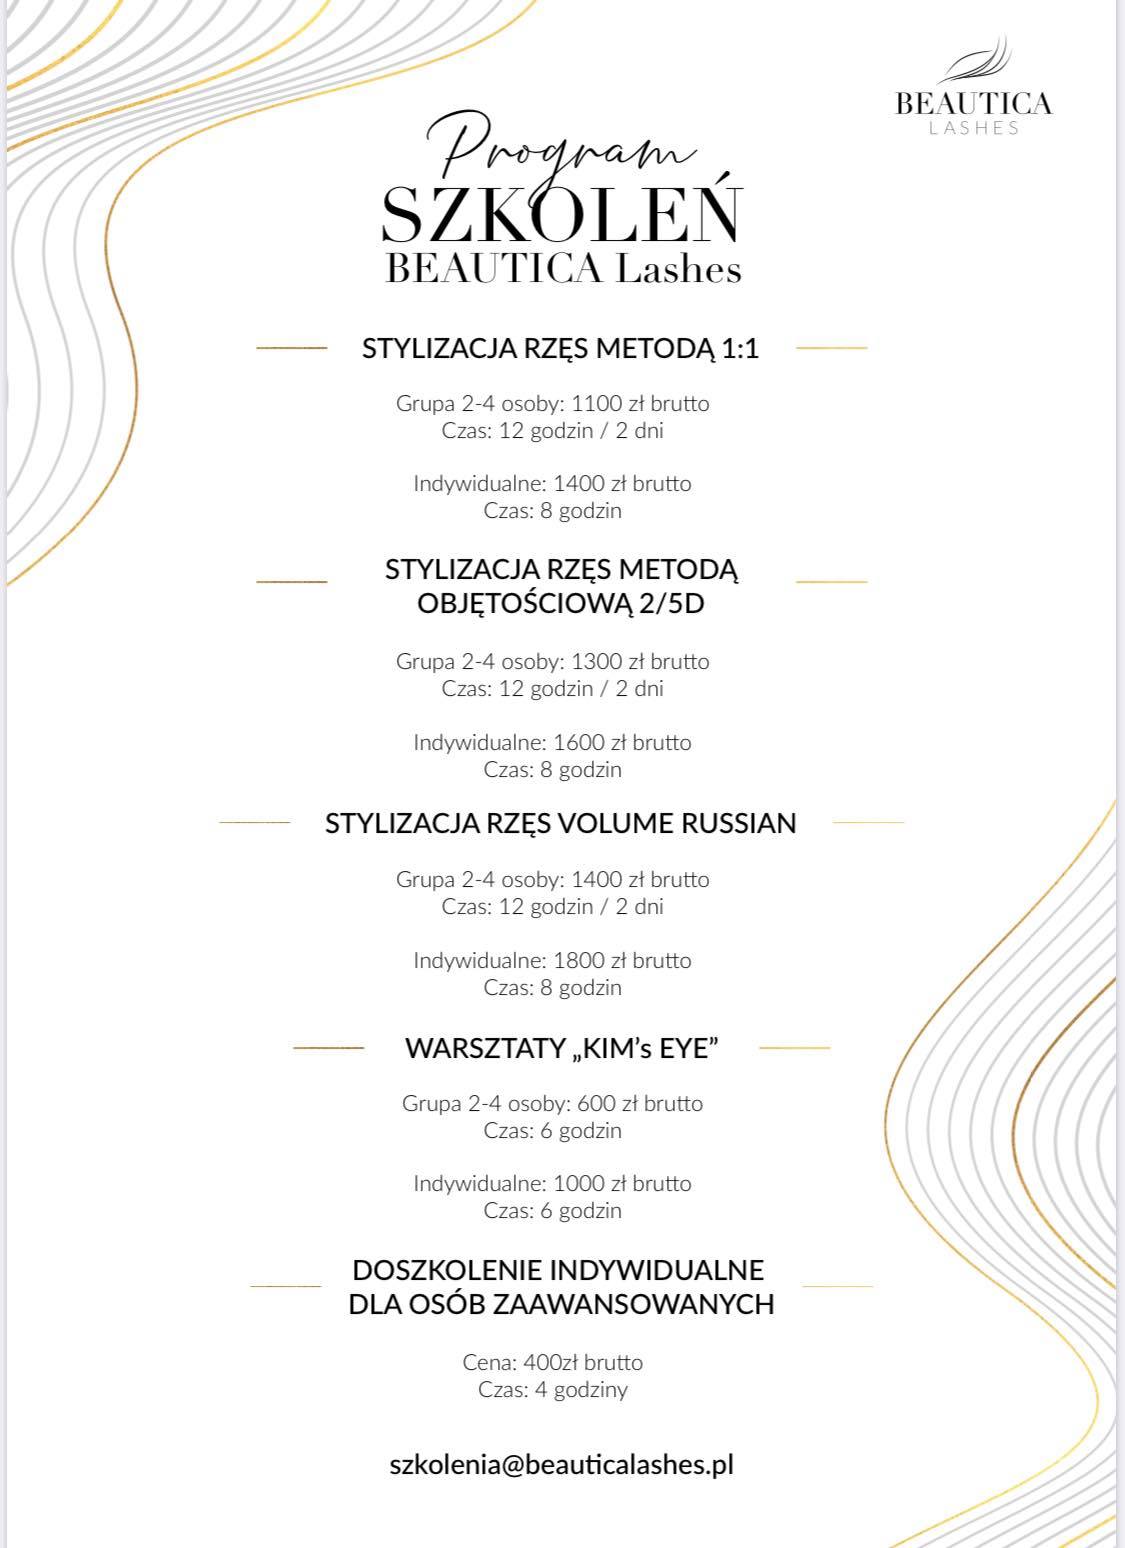 BEAUTICA
LASHES
Program
SZKOLEŃ
BEAUTICA Lashes
STYLIZACJA RZĘS METODĄ 1:1
Grupa 2-4 osoby: 1100 zł brutto
Czas: 12 godzin / 2 dni
Indywidualne: 1400 zł brutto
Czas: 8 godzin
STYLIZACJA RZĘS METODĄ
OBJĘTOŚCIOWĄ 2/5D
Grupa 2-4 osoby: 1300 zł brutto
Czas: 12 godzin / 2 dni
Indywidualne: 1600 zł brutto
Czas: 8 godzin
STYLIZACJA RZĘS VOLUME RUSSIAN
Grupa 2-4 osoby: 1400 zł brutto
Czas: 12 godzin / 2 dni
Indywidualne: 1800 zł brutto
Czas: 8 godzin
WARSZTATY „KIM’s EYE”
Grupa 2-4 osoby: 600 zł brutto
Czas: 6 godzin
Indywidualne: 1000 zł brutto
Czas: 6 godzin
DOSZKOLENIE INDYWIDUALNE
DLA OSÓB ZAAWANSOWANYCH
Cena: 400zł brutto
Czas: 4 godziny
szkolenia@beauticalashes.pl